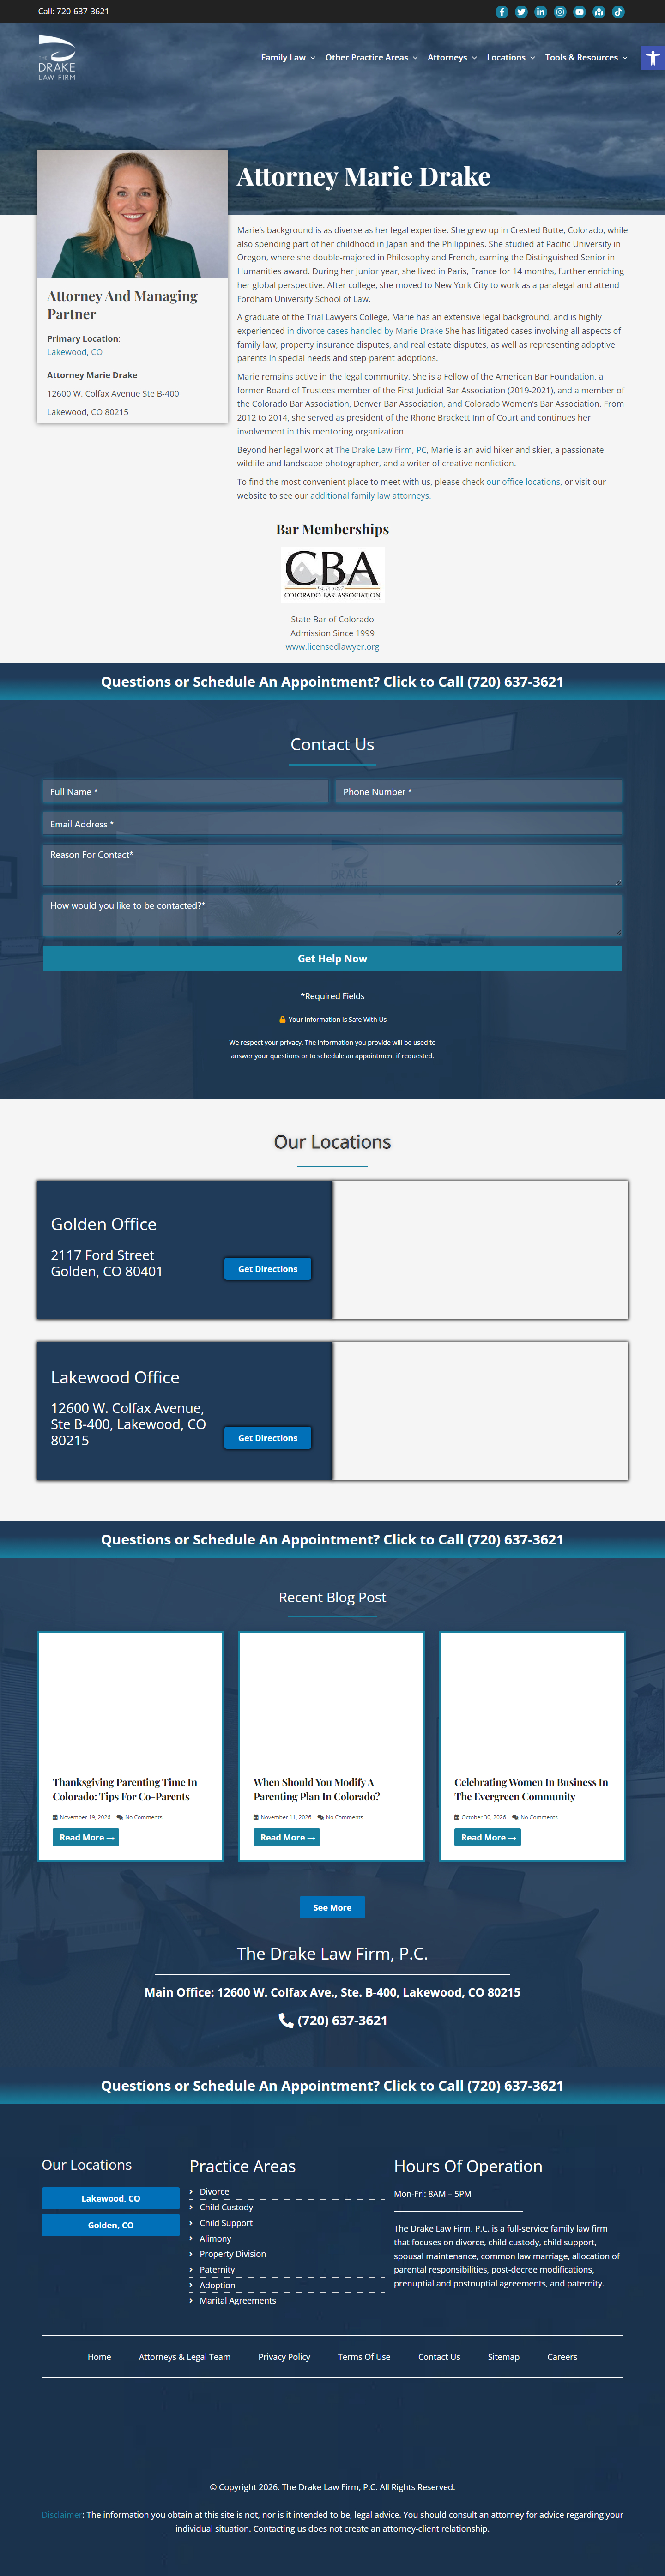 Call: 720-637-3621
DRAKE
LAW FIRM
Family Law
Other Practice Areas
Attorneys
Locations
Tools & Resources
Attorney Marie Drake
Attorney And Managing
Partner
Primary Location:
Lakewood, CO
Attorney Marie Drake
12600 W. Colfax Avenue Ste B-400
Lakewood, CO 80215
Marie's background is as diverse as her legal expertise. She grew up in Crested Butte, Colorado, while
also spending part of her childhood in Japan and the Philippines. She studied at Pacific University in
Oregon, where she double-majored in Philosophy and French, earning the Distinguished Senior in
Humanities award. During her junior year, she lived in Paris, France for 14 months, further enriching
her global perspective. After college, she moved to New York City to work as a paralegal and attend
Fordham University School of Law.
A graduate of the Trial Lawyers College, Marie has an extensive legal background, and is highly
experienced in divorce cases handled by Marie Drake She has litigated cases involving all aspects of
family law, property insurance disputes, and real estate disputes, as well as representing adoptive
parents in special needs and step-parent adoptions.
Marie remains active in the legal community. She is a Fellow of the American Bar Foundation, a
former Board of Trustees member of the First Judicial Bar Association (2019-2021), and a member of
the Colorado Bar Association, Denver Bar Association, and Colorado Women's Bar Association. From
2012 to 2014, she served as president of the Rhone Brackett Inn of Court and continues her
involvement in this mentoring organization.
Beyond her legal work at The Drake Law Firm, PC, Marie is an avid hiker and skier, a passionate
wildlife and landscape photographer, and a writer of creative nonfiction.
To find the most convenient place to meet with us, please check our office locations, or visit our
website to see our additional family law attorneys.
Bar Memberships
CBA
Est. in 1897
COLORADO BAR ASSOCIATION
State Bar of Colorado
Admission Since 1999
www.licensedlawyer.org
Questions or Schedule An Appointment? Click to Call (720) 637-3621
Contact Us
Full Name *
Phone Number *
Email Address *
Reason For Contact*
How would you like to be contacted?*
Get Help Now
*Required Fields
Your Information Is Safe With Us
We respect your privacy. The information you provide will be used to
answer your questions or to schedule an appointment if requested.
Our Locations
Golden Office
2117 Ford Street
Golden, CO 80401
Get Directions
Lakewood Office
12600 W. Colfax Avenue,
Ste B-400, Lakewood, CO
80215
Get Directions
Questions or Schedule An Appointment? Click to Call (720) 637-3621
Recent Blog Post
Thanksgiving Parenting Time In
Colorado: Tips For Co-Parents
November 19, 2026 No Comments
Read More →
When Should You Modify A
Parenting Plan In Colorado?
November 11, 2026 No Comments
Read More →
Celebrating Women In Business In
The Evergreen Community
October 30, 2026 No Comments
Read More →
See More
The Drake Law Firm, P.C.
Main Office: 12600 W. Colfax Ave., Ste. B-400, Lakewood, CO 80215
(720) 637-3621
Questions or Schedule An Appointment? Click to Call (720) 637-3621
Our Locations
Lakewood, CO
Golden, CO
Practice Areas
Divorce
Child Custody
Child Support
Alimony
Property Division
Paternity
Adoption
Marital Agreements
Hours Of Operation
Mon-Fri: 8AM – 5PM
The Drake Law Firm, P.C. is a full-service family law firm
that focuses on divorce, child custody, child support,
spousal maintenance, common law marriage, allocation of
parental responsibilities, post-decree modifications,
prenuptial and postnuptial agreements, and paternity.
Home
Attorneys & Legal Team
Privacy Policy
Terms Of Use
Contact Us
Sitemap
Careers
© Copyright 2026. The Drake Law Firm, P.C. All Rights Reserved.
Disclaimer: The information you obtain at this site is not, nor is it intended to be, legal advice. You should consult an attorney for advice regarding your
individual situation. Contacting us does not create an attorney-client relationship.